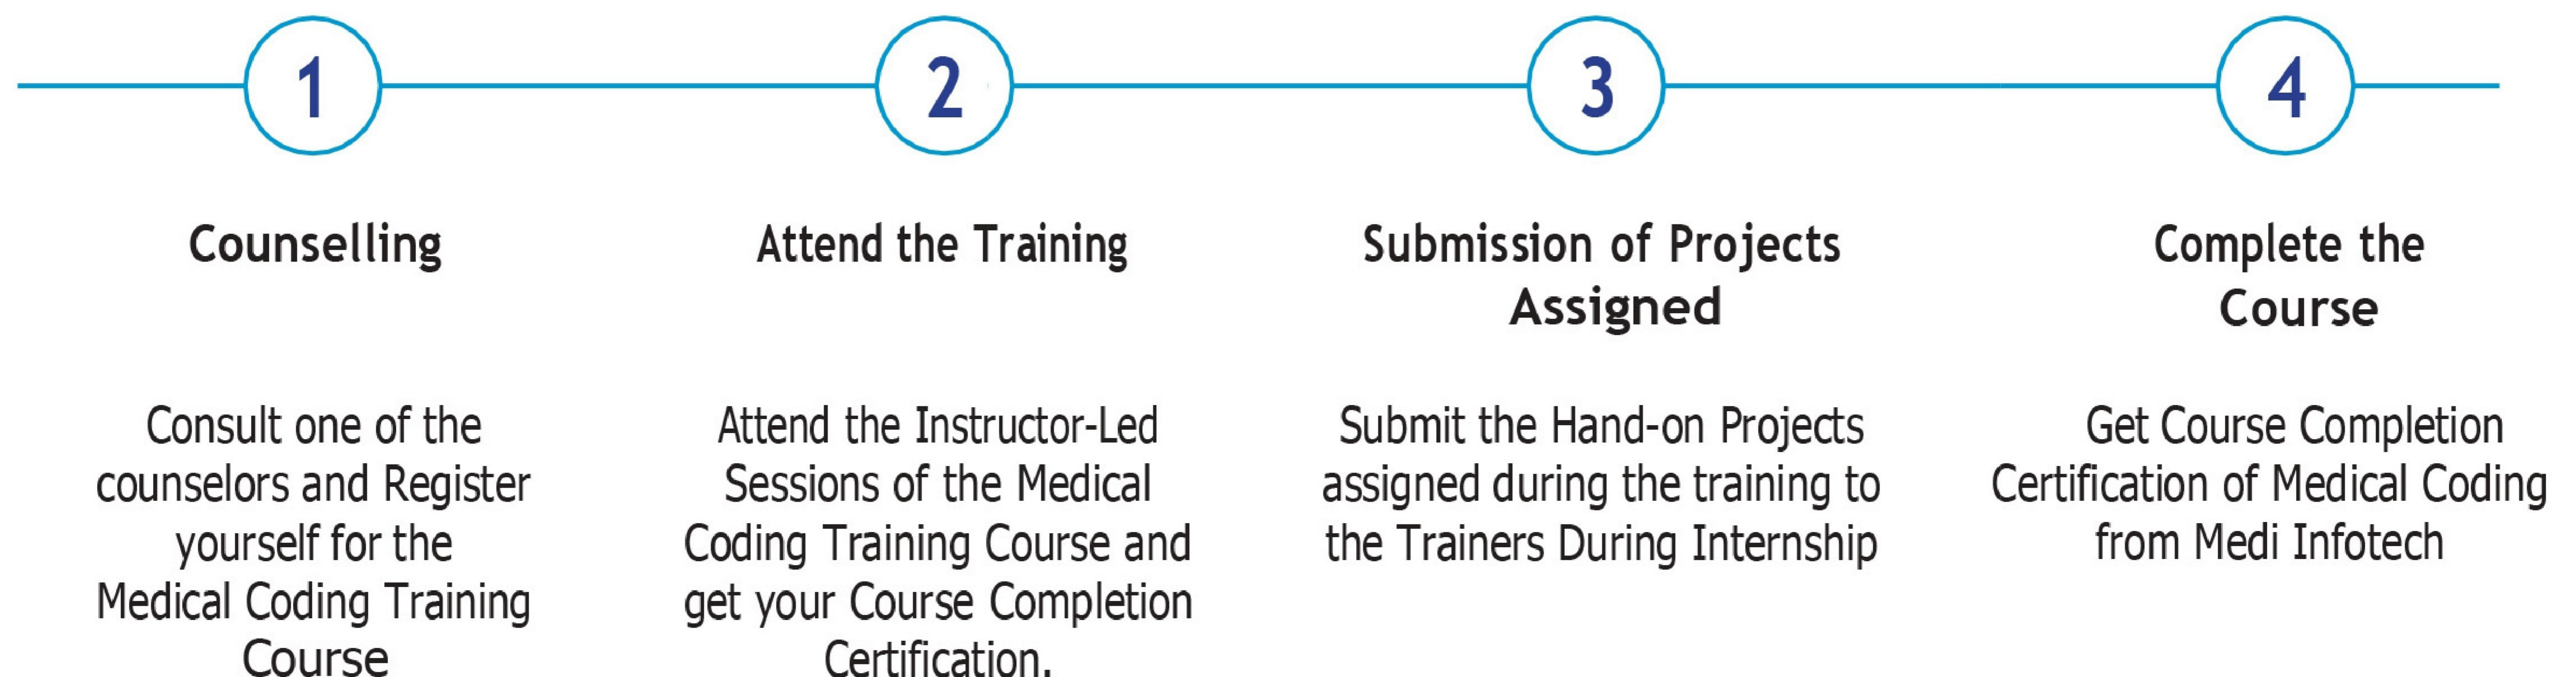 1
2
3
4
Counselling
Attend the Training
Submission of Projects
Assigned
Complete the
Course
Consult one of the
counselors and Register
yourself for the
Medical Coding Training
Course
Attend the Instructor-Led
Sessions of the Medical
Coding Training Course and
get your Course Completion
Certification.
Submit the Hand-on Projects
assigned during the training to
the Trainers During Internship
Get Course Completion
Certification of Medical Coding
from Medi Infotech